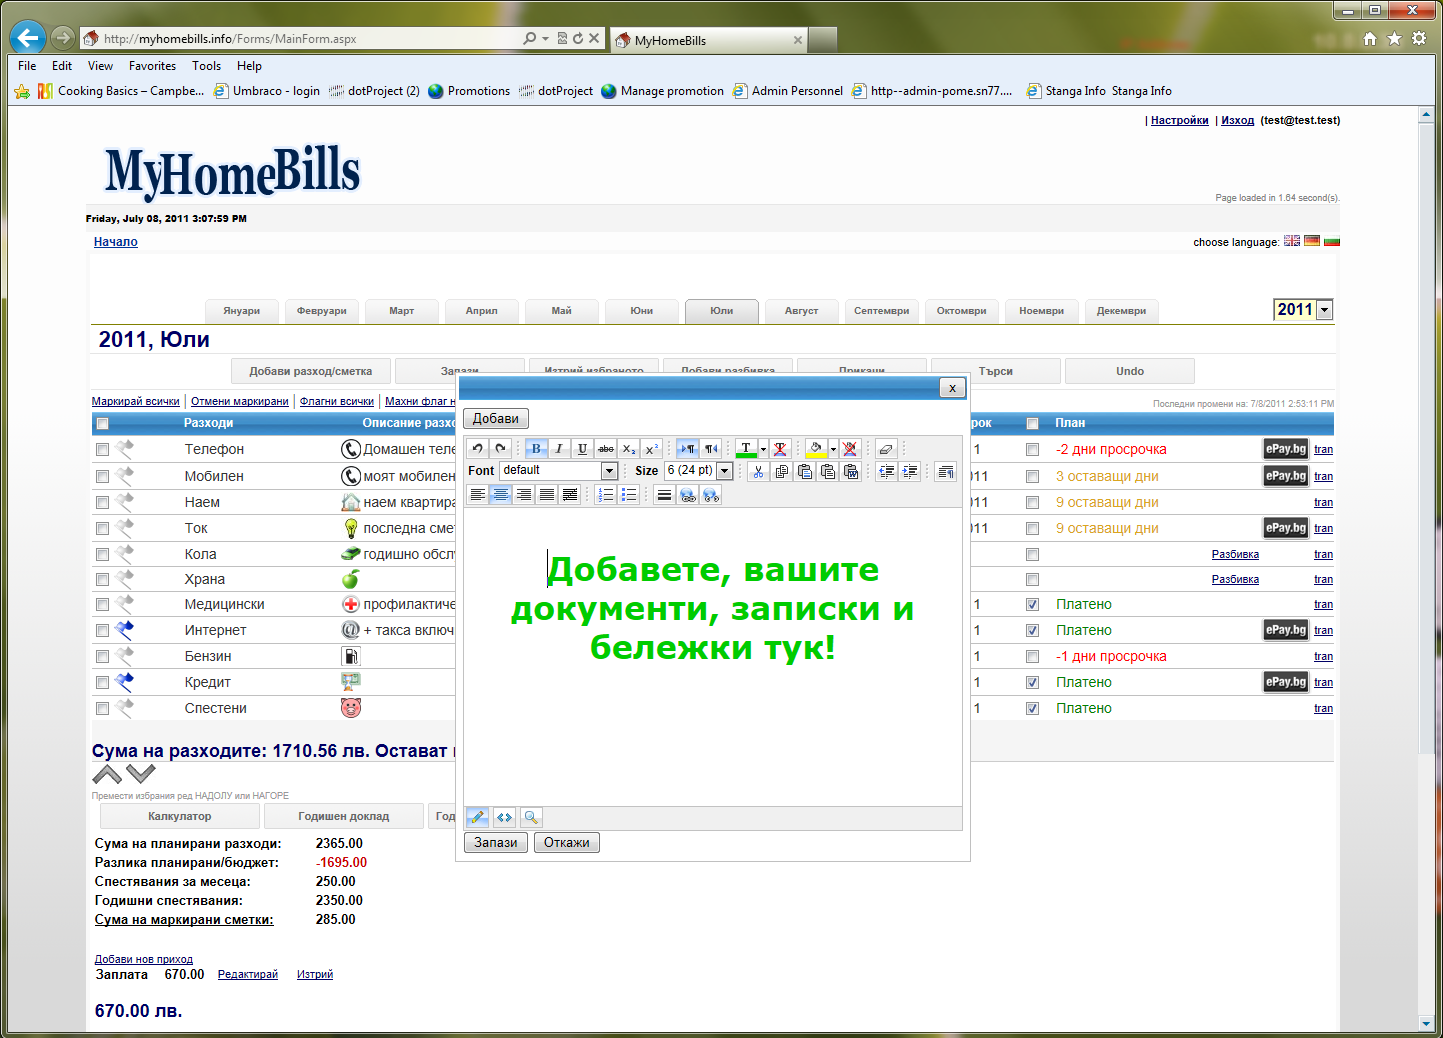 http://myhomebills.info/Forms/MainForm.aspx
MyHomeBills
File Edit View Favorites Tools Help
Cooking Basics – Campbe... Umbraco - login dotProject (2) Promotions dotProject Manage promotion Admin Personnel http--admin-pome.sn77.... Stanga Info Stanga Info
| Настройки | Изход (test@test.test)
MyHomeBills
Page loaded in 1.64 second(s).
Friday, July 08, 2011 3:07:59 PM
Начало
choose language:
Януари Февруари Март Април Май Юни Юли Август Септември Октомври Ноември Декември 2011
2011, Юли
Добави разход/сметка Запази Изтрий избраното Добави разбивка Прикачи Търси Undo
Маркирай всички | Отмени маркирани | Флагни всички | Махни флаг н
Последни промени на: 7/8/2011 2:53:11 PM
Разходи Описание разхо
рок План
Телефон Домашен теле
1 -2 дни просрочка ePay.bg tran
Мобилен моят мобилен
011 3 оставащи дни ePay.bg tran
Наем наем квартира
011 9 оставащи дни tran
Ток последна смет
011 9 оставащи дни ePay.bg tran
Кола годишно обслу
Разбивка tran
Храна
Разбивка tran
Медицински профилактиче
1 Платено tran
Интернет + такса включ
1 Платено ePay.bg tran
Бензин
1 -1 дни просрочка tran
Кредит
1 Платено ePay.bg tran
Спестени
1 Платено tran
x
Добави
Font default Size 6 (24 pt)
Добавете, вашите
документи, записки и
бележки тук!
Запази Откажи
Сума на разходите: 1710.56 лв. Остават
Премести избрания ред НАДОЛУ или НАГОРЕ
Калкулатор Годишен доклад Год
Сума на планирани разходи: 2365.00
Разлика планирани/бюджет: -1695.00
Спестявания за месеца: 250.00
Годишни спестявания: 2350.00
Сума на маркирани сметки: 285.00
Добави нов приход
Заплата 670.00 Редактирай Изтрий
670.00 лв.